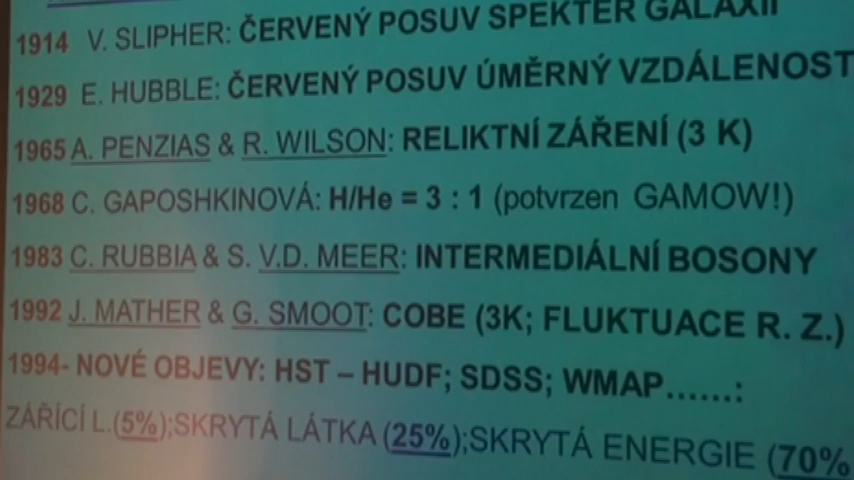 1914 V. SLIPHER: ČERVENÝ POSUV SPEKTER GALAXIÍ
1929 E. HUBBLE: ČERVENÝ POSUV ÚMĚRNÝ VZDÁLENOST
1965 A. PENZIAS & R. WILSON: RELIKTNÍ ZÁŘENÍ (3 K)
1968 C. GAPOSHKINOVÁ: H/He = 3 : 1 (potvrzen GAMOW!)
1983 C. RUBBIA & S. V.D. MEER: INTERMEDIÁLNÍ BOSONY
1992 J. MATHER & G. SMOOT: COBE (3K; FLUKTUACE R. Z.)
1994- NOVÉ OBJEVY: HST – HUDF; SDSS; WMAP……:
ZÁŘÍCÍ L.(5%);SKRYTÁ LÁTKA (25%);SKRYTÁ ENERGIE (70%